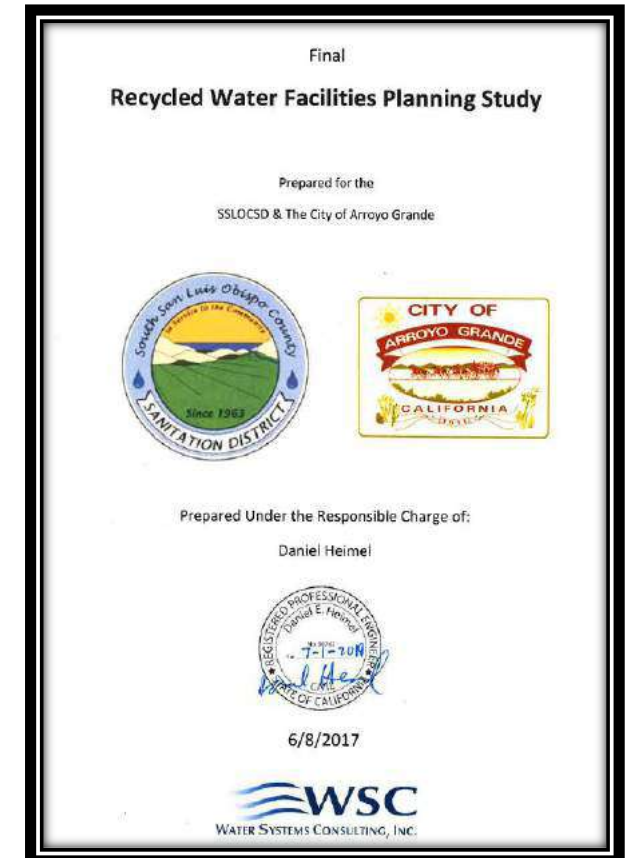 Final
Recycled Water Facilities Planning Study
Prepared for the
SSLOCSD & The City of Arroyo Grande
South San Luis Obispo County
In Service to the Community
Since 1963
SANITATION DISTRICT
CITY OF
ARROYO GRANDE
CALIFORNIA
Prepared Under the Responsible Charge of:
Daniel Heimel
REGISTERED PROFESSIONAL ENGINEER
Daniel E. Heimel
CIVIL
STATE OF CALIFORNIA
6/8/2017
WSC
WATER SYSTEMS CONSULTING, INC.